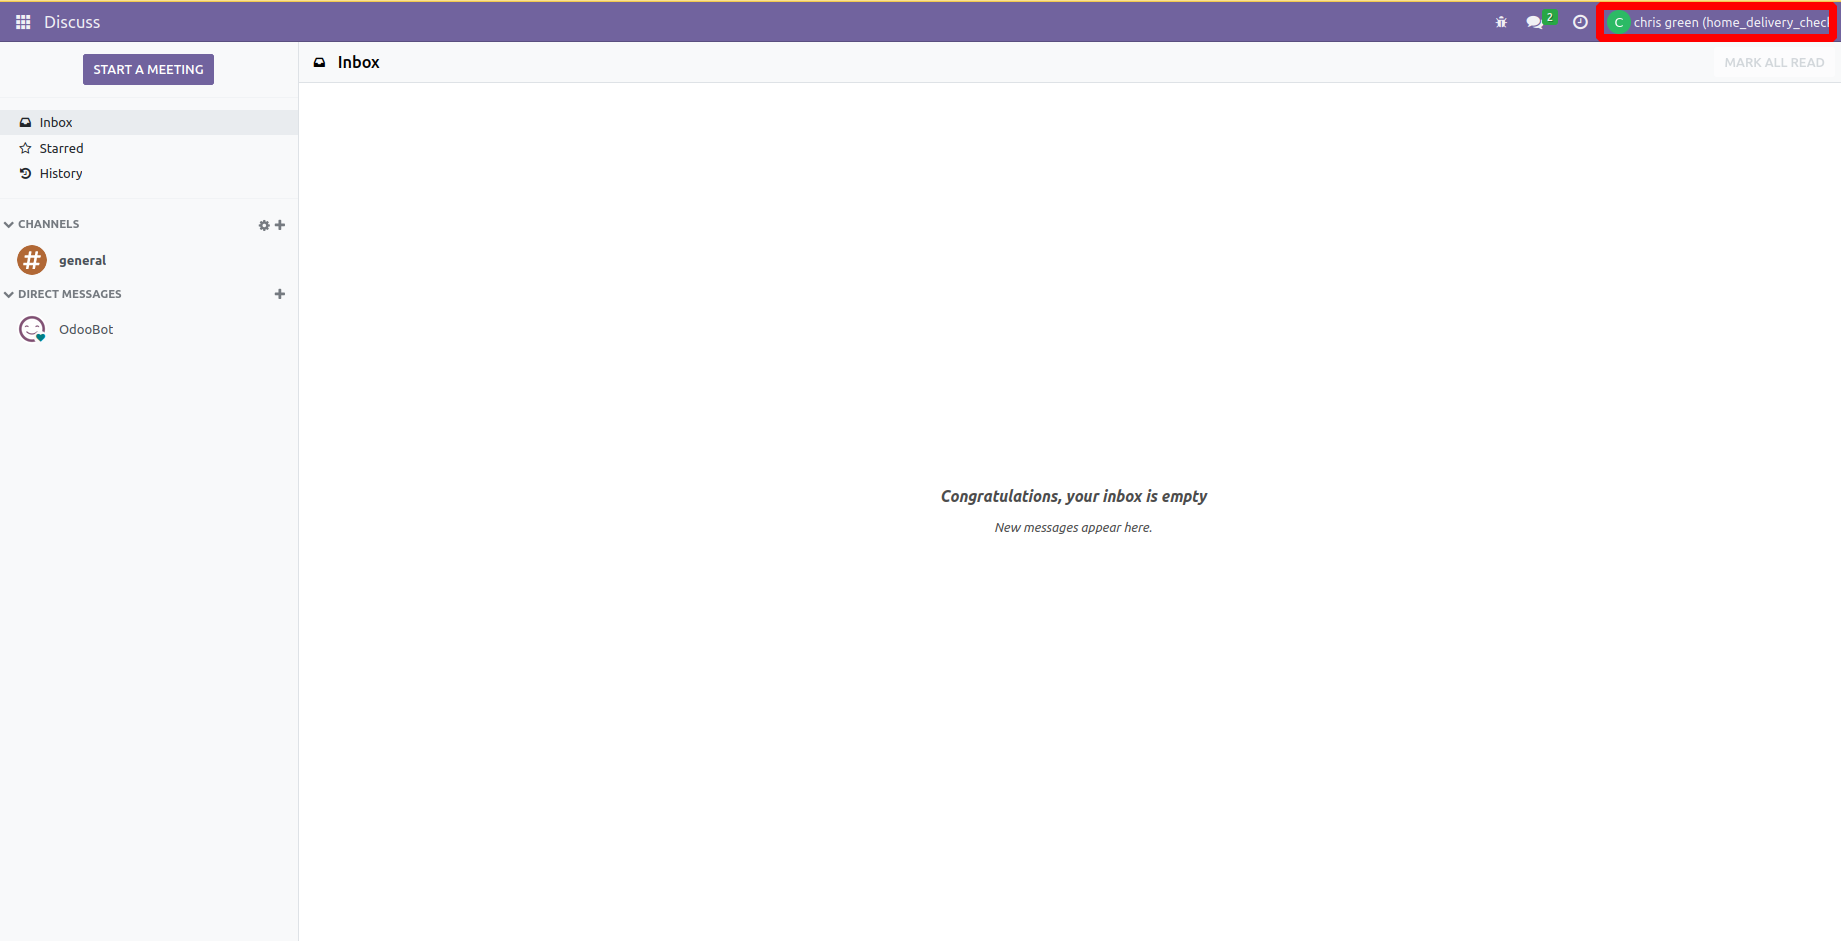 Discuss
2
C chris green (home_delivery_chec
START A MEETING
Inbox
MARK ALL READ
Inbox
Starred
History
CHANNELS
general
DIRECT MESSAGES
OdooBot
Congratulations, your inbox is empty
New messages appear here.